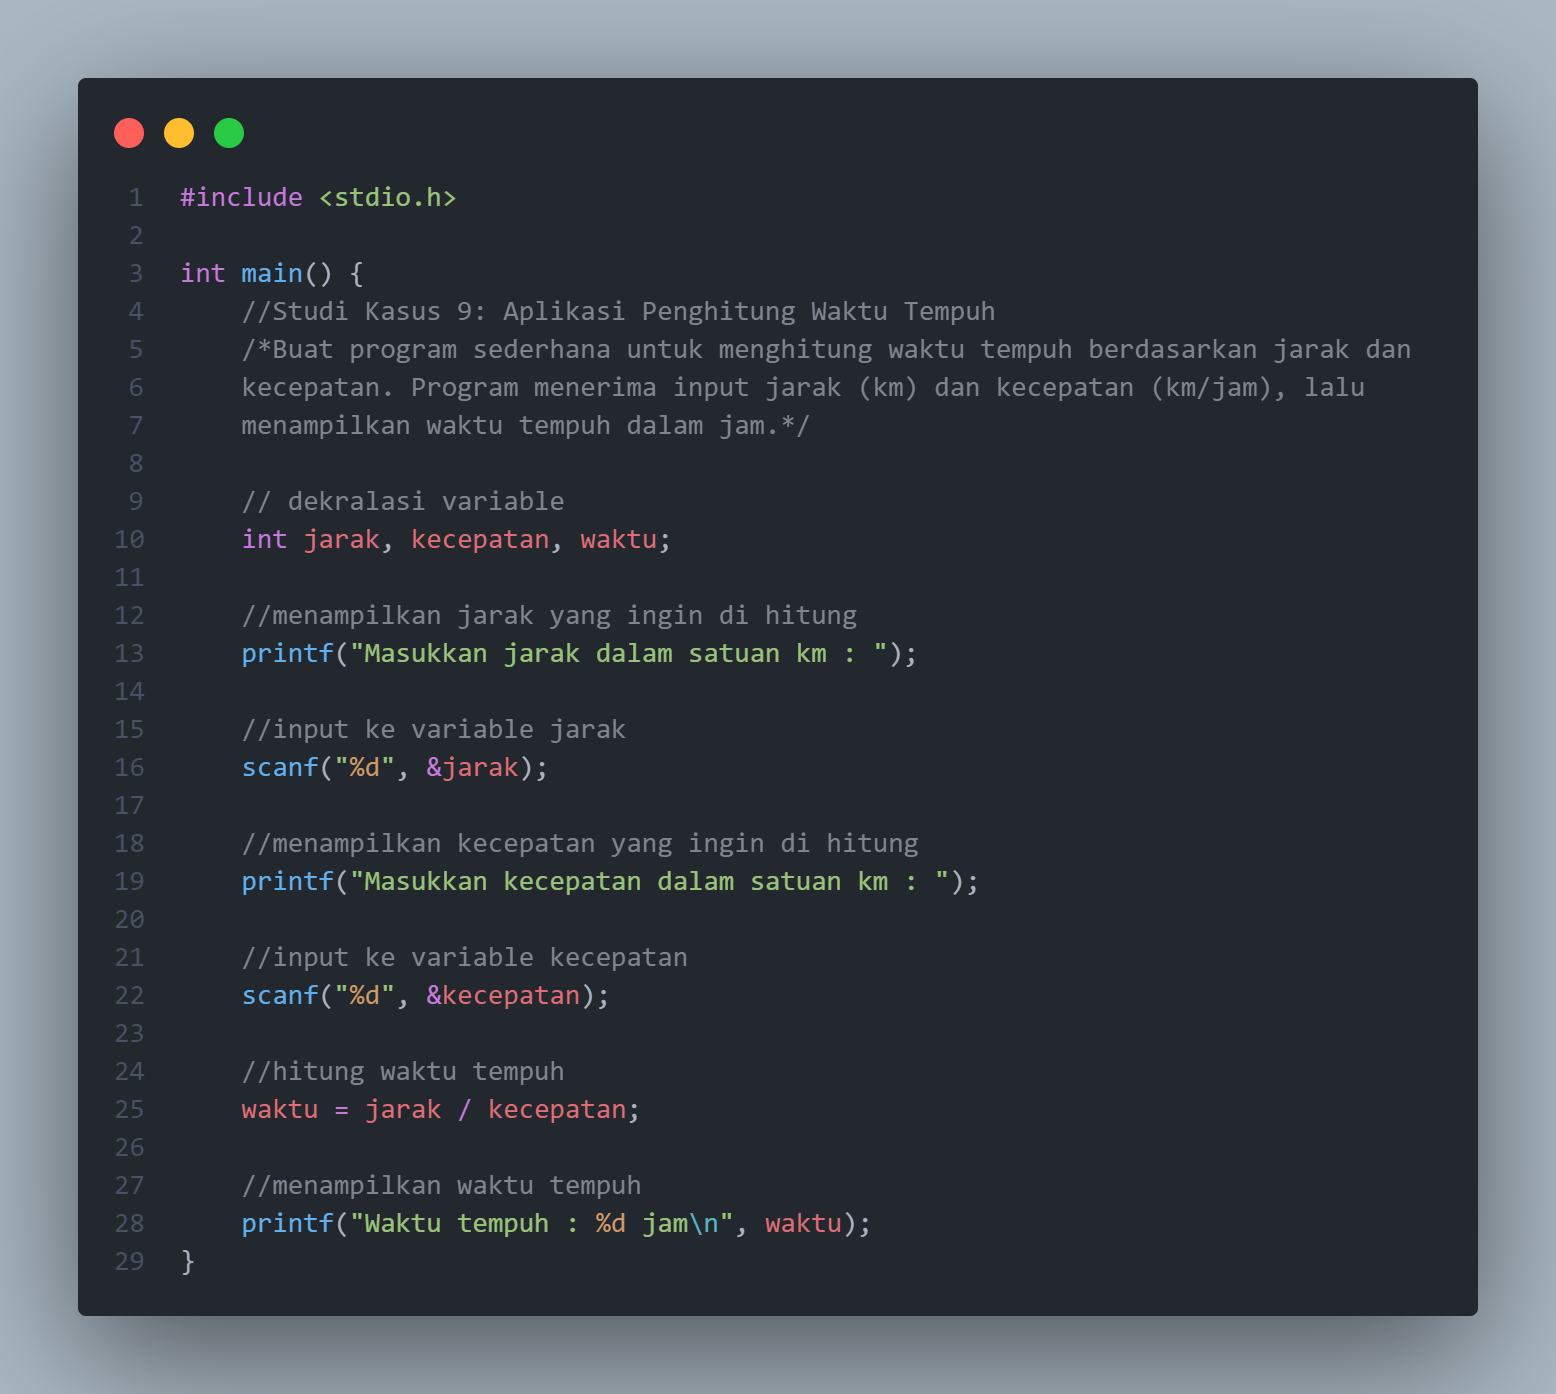 1 #include <stdio.h>
2
3 int main() {
4     //Studi Kasus 9: Aplikasi Penghitung Waktu Tempuh
5     /*Buat program sederhana untuk menghitung waktu tempuh berdasarkan jarak dan
6     kecepatan. Program menerima input jarak (km) dan kecepatan (km/jam), lalu
7     menampilkan waktu tempuh dalam jam.*/
8
9     // dekralasi variable
10     int jarak, kecepatan, waktu;
11
12     //menampilkan jarak yang ingin di hitung
13     printf("Masukkan jarak dalam satuan km : ");
14
15     //input ke variable jarak
16     scanf("%d", &jarak);
17
18     //menampilkan kecepatan yang ingin di hitung
19     printf("Masukkan kecepatan dalam satuan km : ");
20
21     //input ke variable kecepatan
22     scanf("%d", &kecepatan);
23
24     //hitung waktu tempuh
25     waktu = jarak / kecepatan;
26
27     //menampilkan waktu tempuh
28     printf("Waktu tempuh : %d jam\n", waktu);
29 }